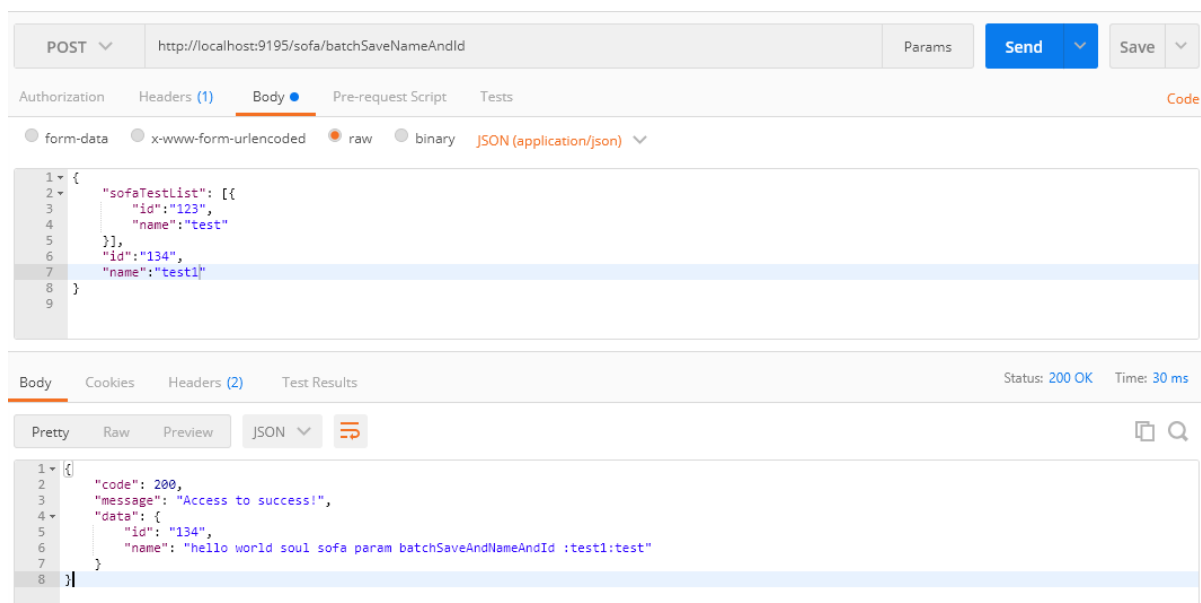 POST http://localhost:9195/sofa/batchSaveNameAndId Params Send Save
Authorization Headers (1) Body Pre-request Script Tests Code
form-data x-www-form-urlencoded raw binary JSON (application/json)
1 {
2 "sofaTestList": [{
3 "id":"123",
4 "name":"test"
5 }],
6 "id":"134",
7 "name":"test1"
8 }
9
Body Cookies Headers (2) Test Results Status: 200 OK Time: 30 ms
Pretty Raw Preview JSON
1 {
2 "code": 200,
3 "message": "Access to success!",
4 "data": {
5 "id": "134",
6 "name": "hello world soul sofa param batchSaveAndNameAndId :test1:test"
7 }
8 }